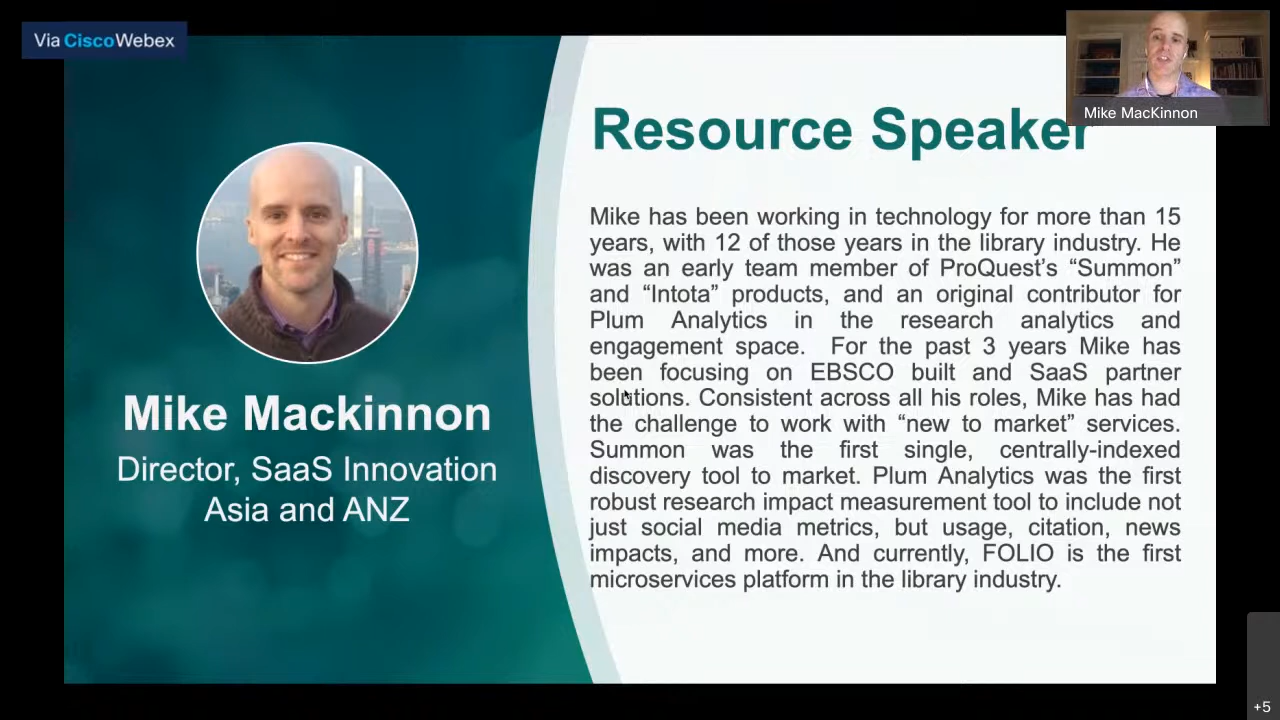 Via CiscoWebex
Mike MacKinnon
Resource Speaker
Mike has been working in technology for more than 15
years, with 12 of those years in the library industry. He
was an early team member of ProQuest’s “Summon”
and “Intota” products, and an original contributor for
Plum Analytics in the research analytics and
engagement space. For the past 3 years Mike has
been focusing on EBSCO built and SaaS partner
solutions. Consistent across all his roles, Mike has had
the challenge to work with “new to market” services.
Summon was the first single, centrally-indexed
discovery tool to market. Plum Analytics was the first
robust research impact measurement tool to include not
just social media metrics, but usage, citation, news
impacts, and more. And currently, FOLIO is the first
microservices platform in the library industry.
Mike Mackinnon
Director, SaaS Innovation
Asia and ANZ
+5